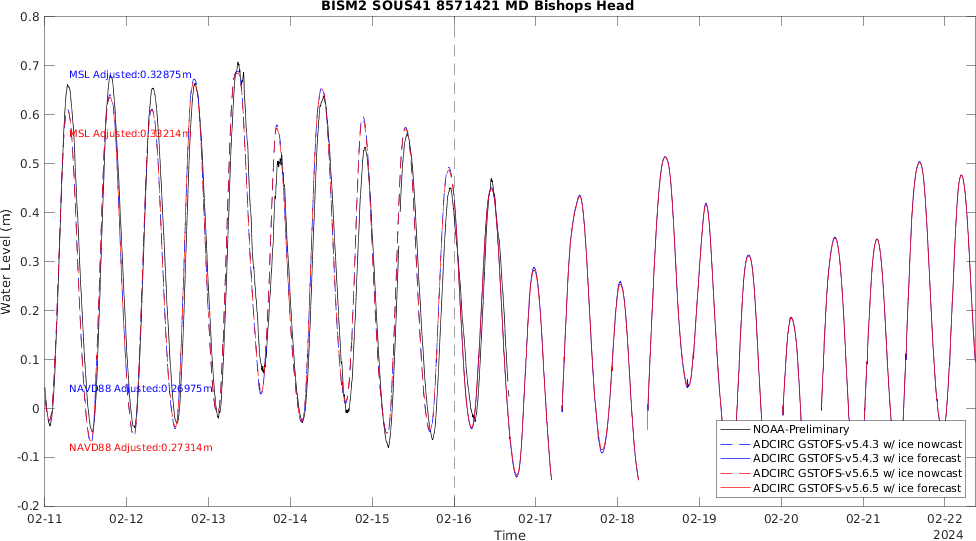 BISM2 SOUS41 8571421 MD Bishops Head
0.8
0.7
0.6
0.5
0.4
0.3
0.2
0.1
0
-0.1
-0.2
Water Level (m)
MSL Adjusted:0.32875m
MSL Adjusted:0.33214m
NAVD88 Adjusted:0.26975m
NAVD88 Adjusted:0.27314m
NOAA-Preliminary
ADCIRC GSTOFS-v5.4.3 w/ ice nowcast
ADCIRC GSTOFS-v5.4.3 w/ ice forecast
ADCIRC GSTOFS-v5.6.5 w/ ice nowcast
ADCIRC GSTOFS-v5.6.5 w/ ice forecast
02-11 02-12 02-13 02-14 02-15 02-16 02-17 02-18 02-19 02-20 02-21 02-22
2024
Time